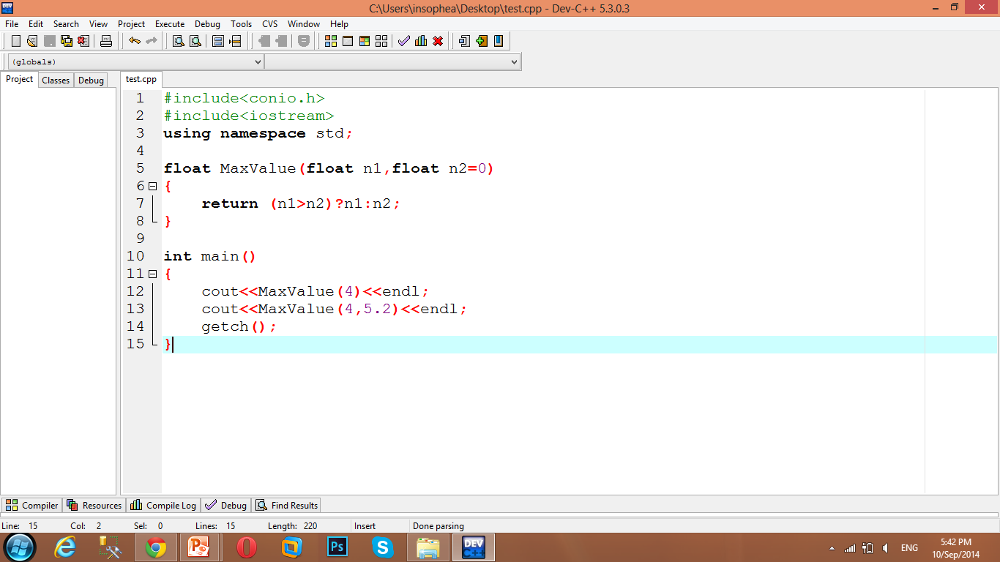 C:\Users\insophea\Desktop\test.cpp - Dev-C++ 5.3.0.3
File Edit Search View Project Execute Debug Tools CVS Window Help
(globals)
Project Classes Debug
test.cpp
1 #include<conio.h>
2 #include<iostream>
3 using namespace std;
4
5 float MaxValue(float n1,float n2=0)
6 {
7 return (n1>n2)?n1:n2;
8 }
9
10 int main()
11 {
12 cout<<MaxValue(4)<<endl;
13 cout<<MaxValue(4,5.2)<<endl;
14 getch();
15 }
Compiler Resources Compile Log Debug Find Results
Line: 15 Col: 2 Sel: 0 Lines: 15 Length: 220 Insert Done parsing
Ps
DEV C++
ENG
5:42 PM
10/Sep/2014